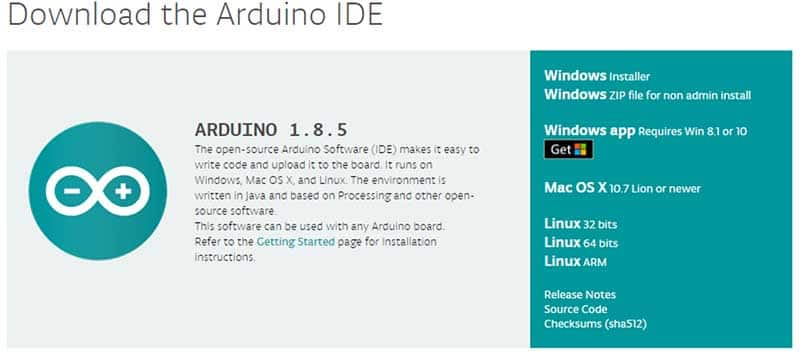 Download the Arduino IDE
ARDUINO 1.8.5
The open-source Arduino Software (IDE) makes it easy to
write code and upload it to the board. It runs on
Windows, Mac OS X, and Linux. The environment is
written in Java and based on Processing and other open-
source software.
This software can be used with any Arduino board.
Refer to the Getting Started page for Installation
instructions.
Windows Installer
Windows ZIP file for non admin install
Windows app Requires Win 8.1 or 10
Get
Mac OS X 10.7 Lion or newer
Linux 32 bits
Linux 64 bits
Linux ARM
Release Notes
Source Code
Checksums (sha512)